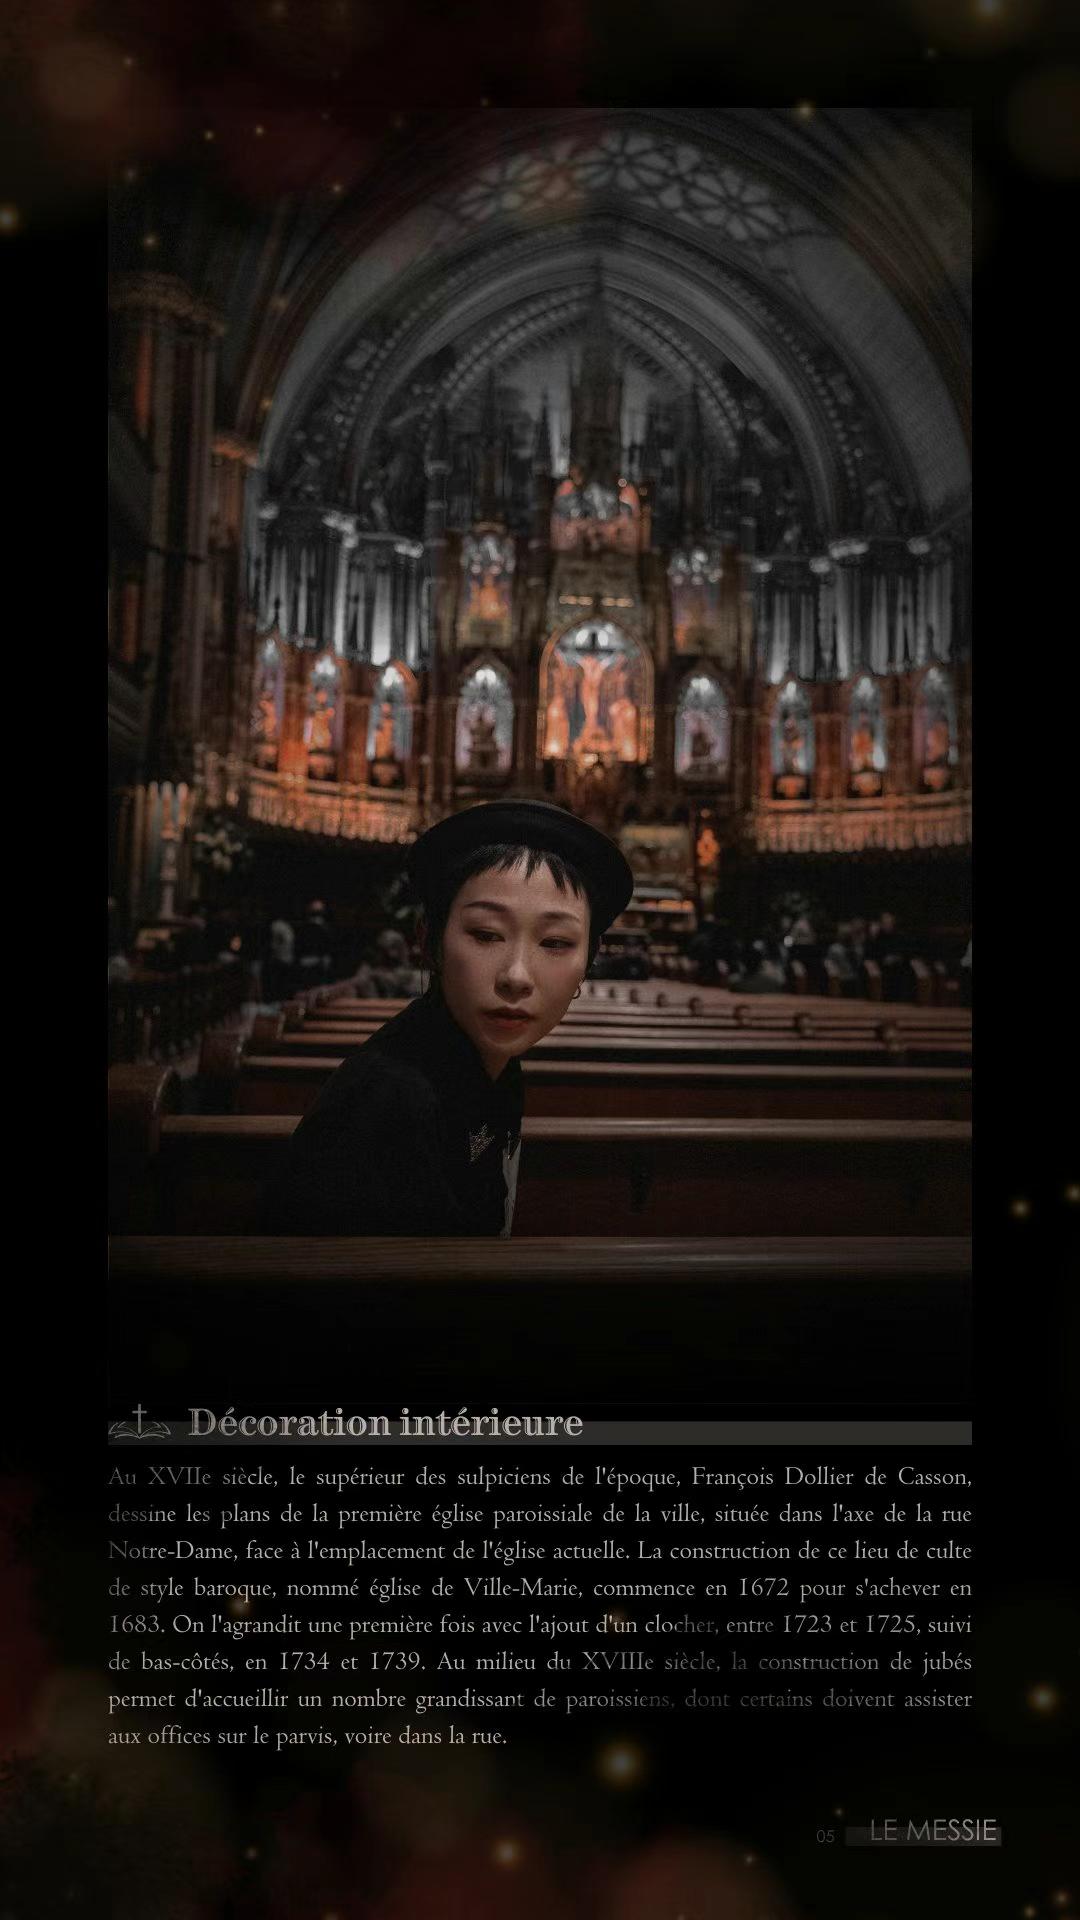 Décoration intérieure
Au XVIIe siècle, le supérieur des sulpiciens de l'époque, François Dollier de Casson,
dessine les plans de la première église paroissiale de la ville, située dans l'axe de la rue
Notre-Dame, face à l'emplacement de l'église actuelle. La construction de ce lieu de culte
de style baroque, nommé église de Ville-Marie, commence en 1672 pour s'achever en
1683. On l'agrandit une première fois avec l'ajout d'un clocher, entre 1723 et 1725, suivi
de bas-côtés, en 1734 et 1739. Au milieu du XVIIIe siècle, la construction de jubés
permet d'accueillir un nombre grandissant de paroissiens, dont certains doivent assister
aux offices sur le parvis, voire dans la rue.
05 LE MESSIE